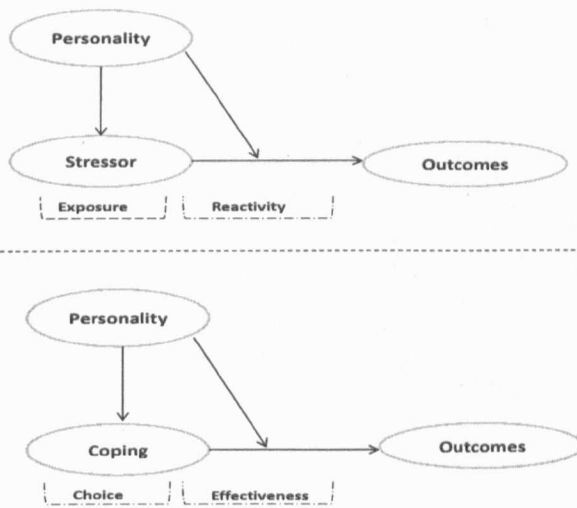 Personality
Stressor
Outcomes
Exposure
Reactivity
Personality
Coping
Outcomes
Choice
Effectiveness